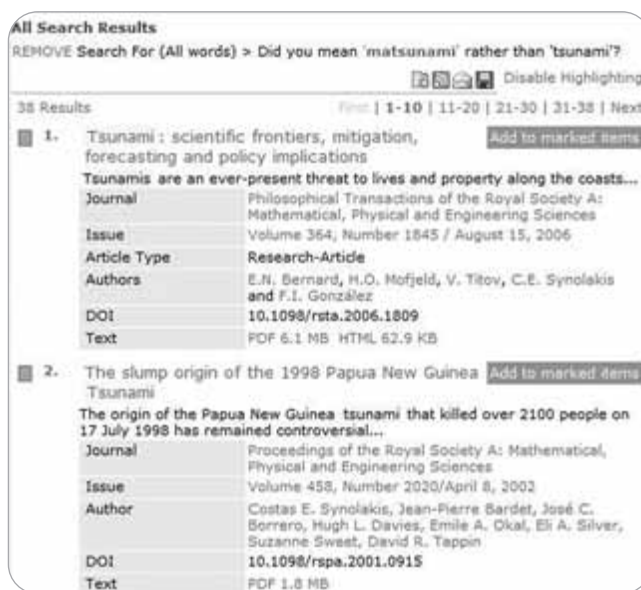 All Search Results
REMOVE Search For (All words) > Did you mean 'matsunami' rather than 'tsunami'?
Disable Highlighting
38 Results First | 1-10 | 11-20 | 21-30 | 31-38 | Next
1. Tsunami : scientific frontiers, mitigation, Add to marked items
forecasting and policy implications
Tsunamis are an ever-present threat to lives and property along the coasts...
Journal Philosophical Transactions of the Royal Society A:
Mathematical, Physical and Engineering Sciences
Issue Volume 364, Number 1845 / August 15, 2006
Article Type Research-Article
Authors E.N. Bernard, H.O. Mofjeld, V. Titov, C.E. Synolakis
and F.I. González
DOI 10.1098/rsta.2006.1809
Text PDF 6.1 MB HTML 62.9 KB
2. The slump origin of the 1998 Papua New Guinea Add to marked items
Tsunami
The origin of the Papua New Guinea tsunami that killed over 2100 people on
17 July 1998 has remained controversial...
Journal Proceedings of the Royal Society A: Mathematical,
Physical and Engineering Sciences
Issue Volume 458, Number 2020/April 8, 2002
Author Costas E. Synolakis, Jean-Pierre Bardet, José C.
Borrero, Hugh L. Davies, Emile A. Okal, Eli A. Silver,
Suzanne Sweet, David R. Tappin
DOI 10.1098/rspa.2001.0915
Text PDF 1.8 MB